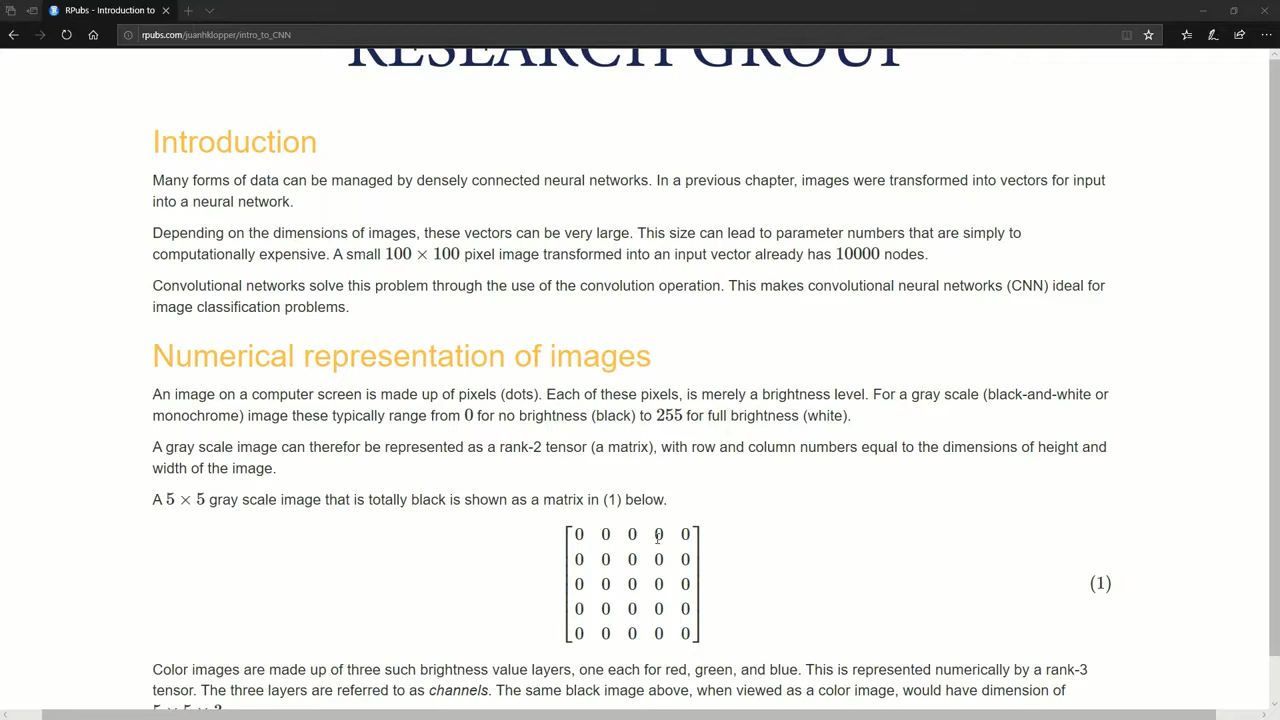 RPubs - Introduction to
rpubs.com/juanhklopper/intro_to_CNN
RESEARCH GROUP
Introduction
Many forms of data can be managed by densely connected neural networks. In a previous chapter, images were transformed into vectors for input
into a neural network.
Depending on the dimensions of images, these vectors can be very large. This size can lead to parameter numbers that are simply to
computationally expensive. A small 100 × 100 pixel image transformed into an input vector already has 10000 nodes.
Convolutional networks solve this problem through the use of the convolution operation. This makes convolutional neural networks (CNN) ideal for
image classification problems.
Numerical representation of images
An image on a computer screen is made up of pixels (dots). Each of these pixels, is merely a brightness level. For a gray scale (black-and-white or
monochrome) image these typically range from 0 for no brightness (black) to 255 for full brightness (white).
A gray scale image can therefor be represented as a rank-2 tensor (a matrix), with row and column numbers equal to the dimensions of height and
width of the image.
A 5 × 5 gray scale image that is totally black is shown as a matrix in (1) below.
0 0 0 0 0
0 0 0 0 0
0 0 0 0 0 (1)
0 0 0 0 0
0 0 0 0 0
Color images are made up of three such brightness value layers, one each for red, green, and blue. This is represented numerically by a rank-3
tensor. The three layers are referred to as channels. The same black image above, when viewed as a color image, would have dimension of
5 × 5 × 3